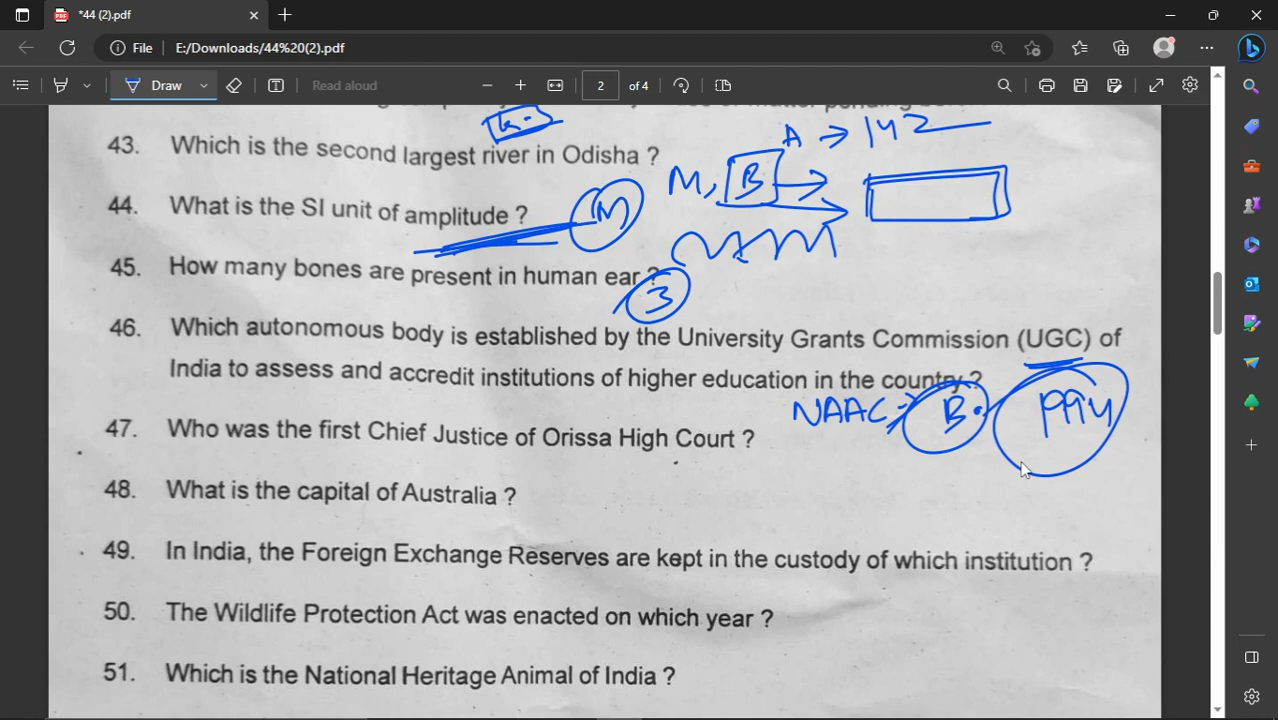 *44 (2).pdf
File E:/Downloads/44%20(2).pdf
Draw Read aloud 2 of 4
43. Which is the second largest river in Odisha ?
A → 142
M, B →
44. What is the SI unit of amplitude ?
M
45. How many bones are present in human ear ?
3
46. Which autonomous body is established by the University Grants Commission (UGC) of
India to assess and accredit institutions of higher education in the country ?
NAAC B. 1994
47. Who was the first Chief Justice of Orissa High Court ?
48. What is the capital of Australia ?
49. In India, the Foreign Exchange Reserves are kept in the custody of which institution ?
50. The Wildlife Protection Act was enacted on which year ?
51. Which is the National Heritage Animal of India ?